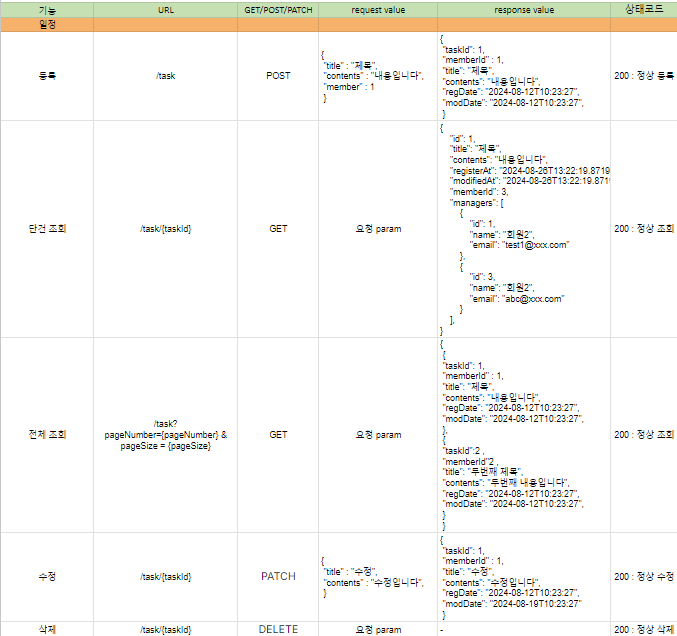 기능 URL GET/POST/PATCH request value response value 상태코드
일정
등록 /task POST
{
"title" : "제목",
"contents" : "내용입니다",
"member" : 1
}
{
"taskId": 1,
"memberId" : 1,
"title": "제목",
"contents": "내용입니다",
"regDate": "2024-08-12T10:23:27",
"modDate": "2024-08-12T10:23:27",
}
200 : 정상 등록
단건 조회 /task/{taskId} GET 요청 param
{
"id": 1,
"title": "제목",
"contents": "내용입니다",
"registerAt": "2024-08-26T13:22:19.8719
"modifiedAt": "2024-08-26T13:22:19.8719
"memberId": 3,
"managers": [
{
"id": 1,
"name": "회원2",
"email": "test1@xxx.com"
},
{
"id": 3,
"name": "회원2",
"email": "abc@xxx.com"
}
],
}
200 : 정상 조회
전체 조회
/task?
pageNumber={pageNumber} &
pageSize = {pageSize}
GET 요청 param
{
{
"taskId": 1,
"memberId" : 1,
"title": "제목",
"contents": "내용입니다",
"regDate": "2024-08-12T10:23:27",
"modDate": "2024-08-12T10:23:27",
},
{
"taskId":2 ,
"memberId"2 ,
"title": "두번째 제목",
"contents": "두번째 내용입니다",
"regDate": "2024-08-12T10:23:27",
"modDate": "2024-08-12T10:23:27",
}
}
200 : 정상 조회
수정 /task/{taskId} PATCH
{
"title" : "수정",
"contents" : "수정입니다",
}
{
"taskId": 1,
"memberId" : 1,
"title": "수정",
"contents": "수정입니다",
"regDate": "2024-08-12T10:23:27",
"modDate": "2024-08-19T10:23:27"
}
200 : 정상 수정
삭제 /task/{taskId} DELETE 요청 param - 200 : 정상 삭제